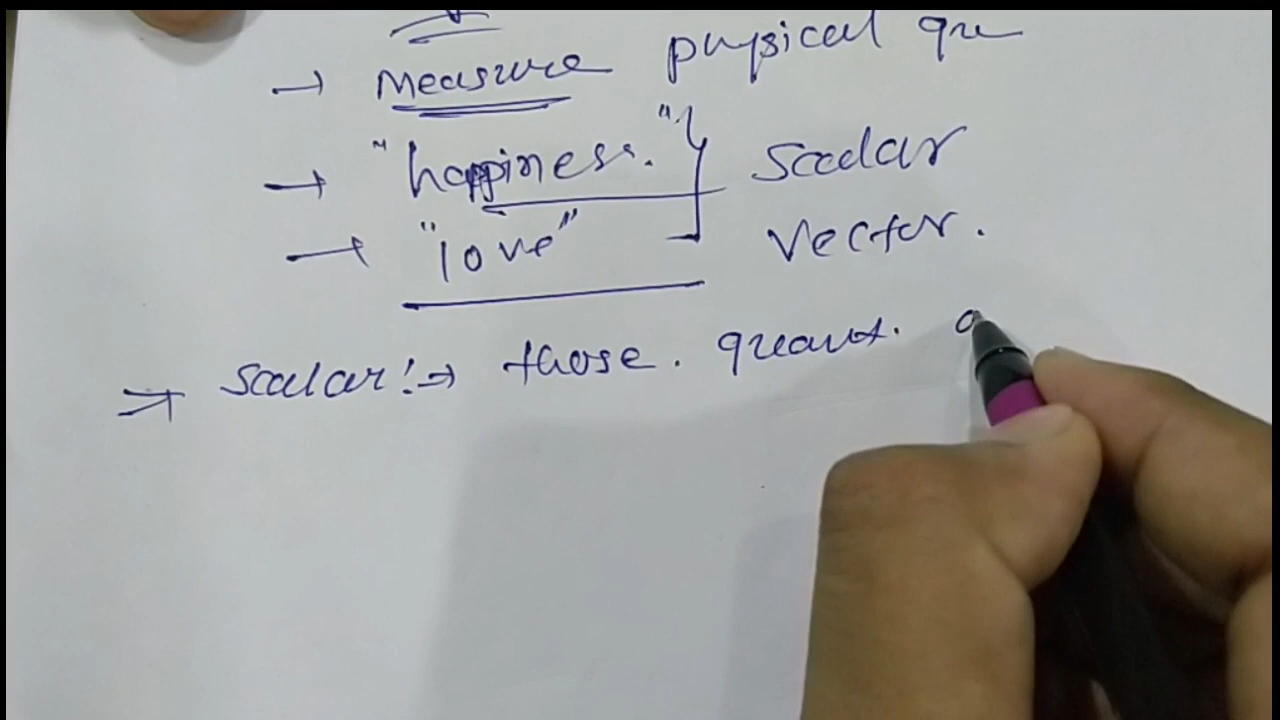 → Measure physical qu
→ "happiness." } Scalar
→ "love" Vector.
⇒ Scalar :→ those. quant.